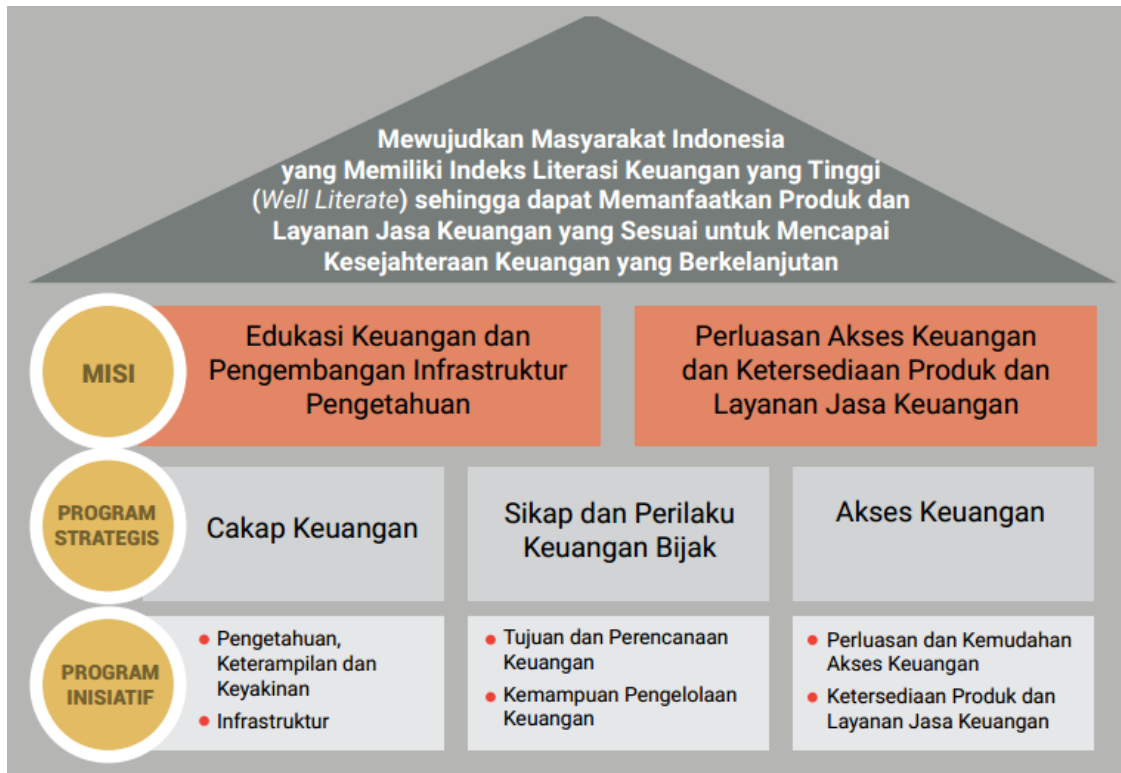 Mewujudkan Masyarakat Indonesia
yang Memiliki Indeks Literasi Keuangan yang Tinggi
(Well Literate) sehingga dapat Memanfaatkan Produk dan
Layanan Jasa Keuangan yang Sesuai untuk Mencapai
Kesejahteraan Keuangan yang Berkelanjutan
MISI
Edukasi Keuangan dan
Pengembangan Infrastruktur
Pengetahuan
Perluasan Akses Keuangan
dan Ketersediaan Produk dan
Layanan Jasa Keuangan
PROGRAM
STRATEGIS
Cakap Keuangan
Sikap dan Perilaku
Keuangan Bijak
Akses Keuangan
PROGRAM
INISIATIF
• Pengetahuan,
Keterampilan dan
Keyakinan
• Infrastruktur
• Tujuan dan Perencanaan
Keuangan
• Kemampuan Pengelolaan
Keuangan
• Perluasan dan Kemudahan
Akses Keuangan
• Ketersediaan Produk dan
Layanan Jasa Keuangan